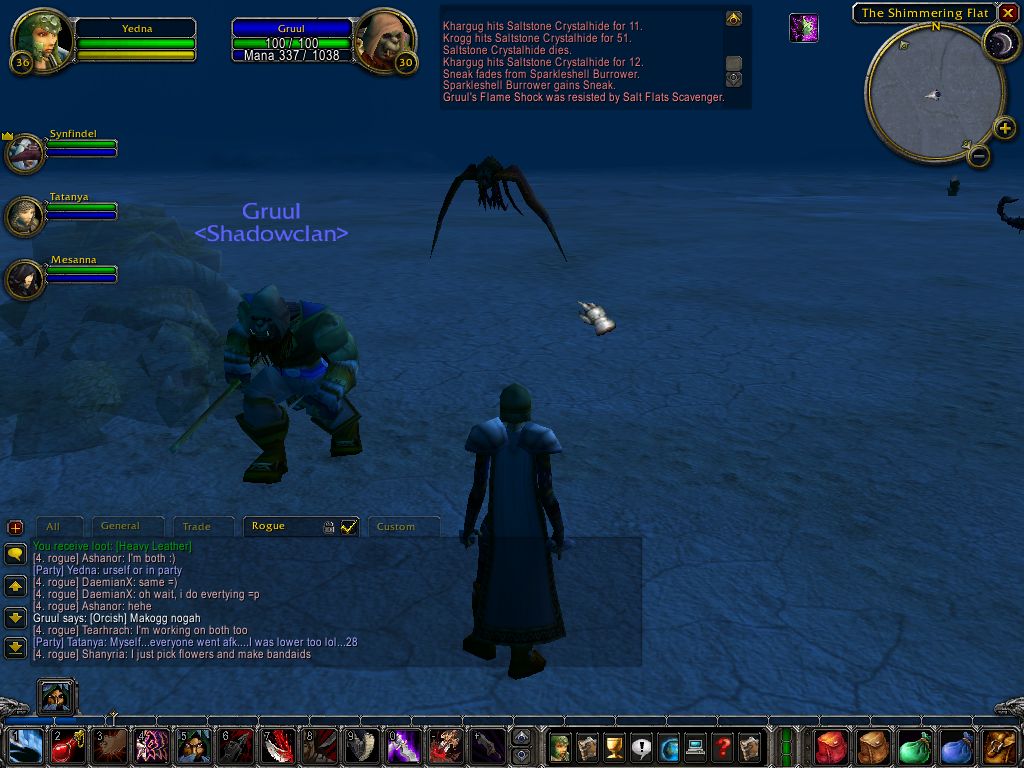 Yedna
36
Gruul
100 / 100
Mana 337 / 1038
30
Khargug hits Saltstone Crystalhide for 11.
Krogg hits Saltstone Crystalhide for 51.
Saltstone Crystalhide dies.
Khargug hits Saltstone Crystalhide for 12.
Sneak fades from Sparkleshell Burrower.
Sparkleshell Burrower gains Sneak.
Gruul's Flame Shock was resisted by Salt Flats Scavenger.
The Shimmering Flat
N
Synfindel
Tatanya
Mesanna
Gruul
<Shadowclan>
All
General
Trade
Rogue
Custom
You receive loot: [Heavy Leather]
[4. rogue] Ashanor: I'm both :)
[Party] Yedna: urself or in party
[4. rogue] DaemianX: same =)
[4. rogue] DaemianX: oh wait, i do evertying =p
[4. rogue] Ashanor: hehe
Gruul says: [Orcish] Makogg nogah
[4. rogue] Tearhrach: I'm working on both too
[Party] Tatanya: Myself...everyone went afk....I was lower too lol...28
[4. rogue] Shanyria: I just pick flowers and make bandaids
1
2
3
4
5
6
7
8
9
0